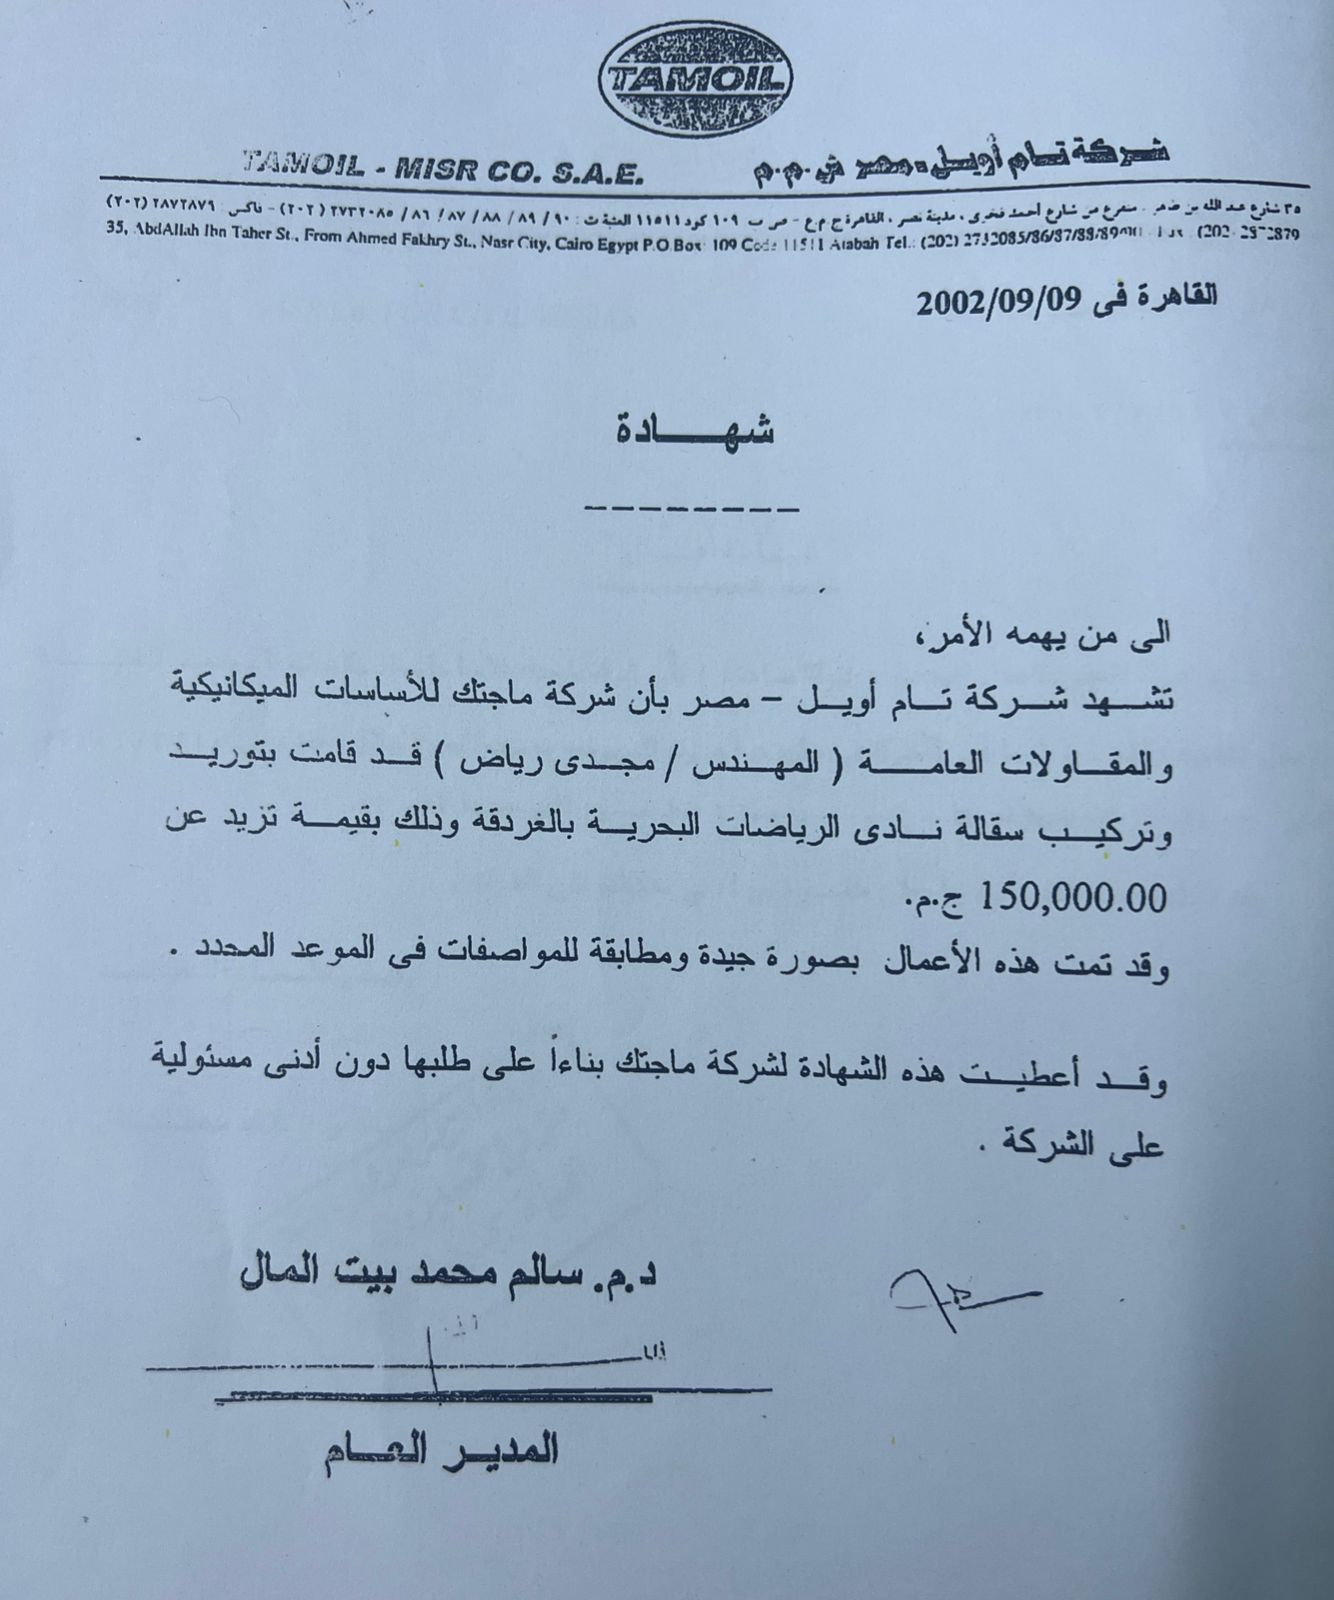 TAMOIL
TAMOIL - MISR CO. S.A.E.
شركة تام أويل - مصر ش.م.م
٣٥ شارع عبد الله بن طاهر . متفرع من شارع أحمد فخرى ، مدينة نصر ، القاهرة ج م ع - ص ب ١٠٩ كود ١١٥١١ العتبة ت : ٩٠ / ٨٩ / ٨٨ / ٨٧ / ٨٦ / ٢٧٣٢٠٨٥ (٢٠٢) - فاكس : ٢٨٧٢٨٧٩ (٢٠٢)
35, AbdAllah Ibn Taher St., From Ahmed Fakhry St., Nasr City, Cairo Egypt P.O.Box: 109 Code 11511 Atabah Tel.: (202) 2732085/86/87/88/89/90 2872879
القاهرة فى 2002/09/09
شهـــــادة
--------
الى من يهمه الأمر،
تشهد شركة تام أويل - مصر بأن شركة ماجتك للأساسات الميكانيكية
والمقاولات العامة ( المهندس / مجدى رياض ) قد قامت بتوريد
وتركيب سقالة نادى الرياضات البحرية بالغردقة وذلك بقيمة تزيد عن
150,000.00 ج.م.
وقد تمت هذه الأعمال بصورة جيدة ومطابقة للمواصفات فى الموعد المحدد .
وقد أعطيت هذه الشهادة لشركة ماجتك بناءاً على طلبها دون أدنى مسئولية
على الشركة .
د.م. سالم محمد بيت المال
المدير العام